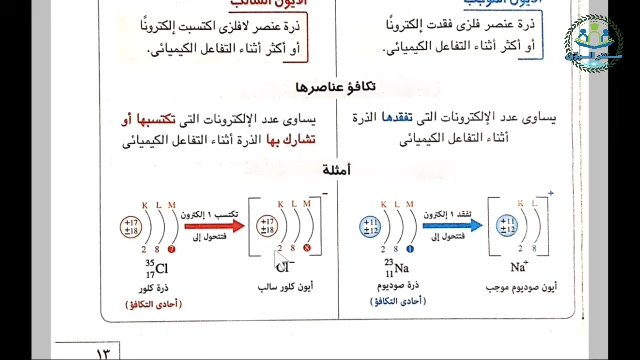 الأيون الموجب
ذرة عنصر فلزى فقدت إلكترونًا
أو أكثر أثناء التفاعل الكيميائى.
الأيون السالب
ذرة عنصر لافلزى اكتسبت إلكترونًا
أو أكثر أثناء التفاعل الكيميائى.
تكافؤ عناصرها
يساوى عدد الإلكترونات التى تفقدها الذرة
أثناء التفاعل الكيميائى
يساوى عدد الإلكترونات التى تكتسبها أو
تشارك بها الذرة أثناء التفاعل الكيميائى
أمثلة
K L M
+11
±12
2 8 1
23 11 Na
ذرة صوديوم
(أحادى التكافؤ)
تفقد ١ إلكترون
فتتحول إلى
+
K L
+11
±12
2 8
Na+
أيون صوديوم موجب
K L M
+17
±18
2 8 7
35 17 Cl
ذرة كلور
(أحادى التكافؤ)
تكتسب ١ إلكترون
فتتحول إلى
−
K L M
+17
±18
2 8 8
Cl−
أيون كلور سالب
١٣